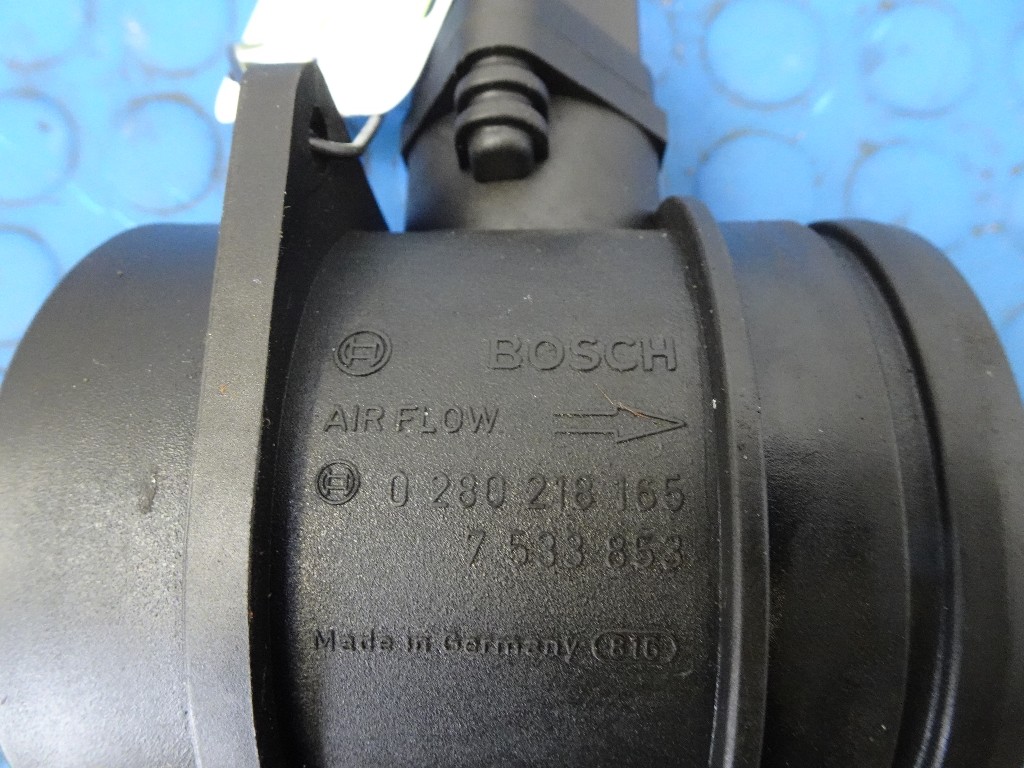 BOSCH
AIR FLOW
0 280 218 165
7 533 853
Made in Germany 816